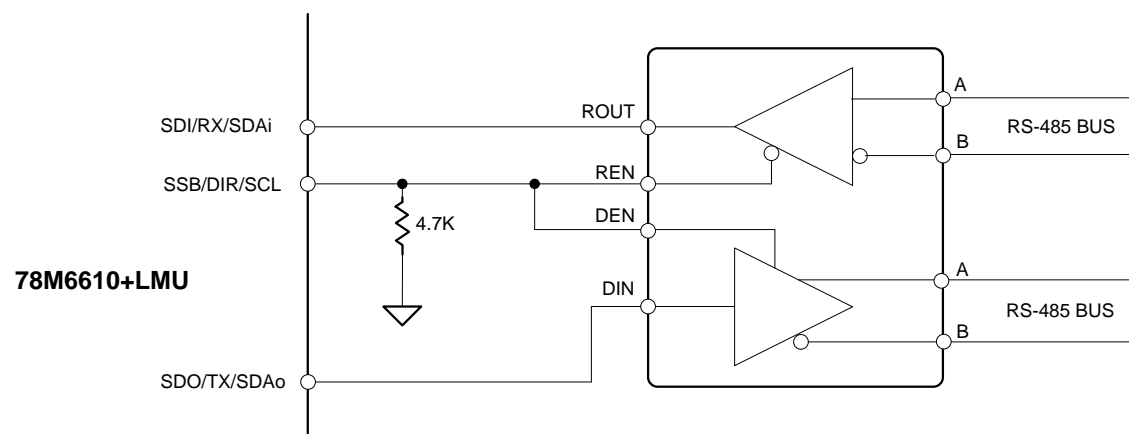 A
SDI/RX/SDAi
ROUT
RS-485 BUS
B
SSB/DIR/SCL
REN
4.7K
DEN
78M6610+LMU
A
DIN
RS-485 BUS
B
SDO/TX/SDAo